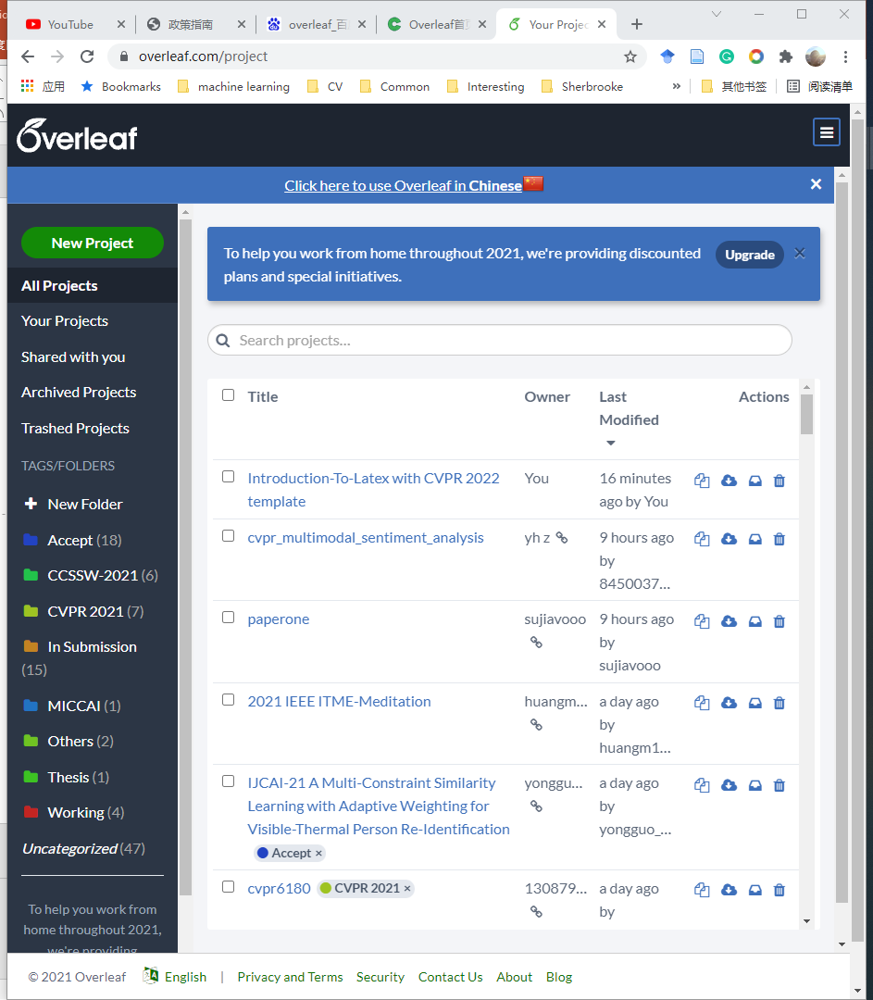 YouTube
政策指南
overleaf_百
Overleaf首
Your Projec
overleaf.com/project
应用
Bookmarks
machine learning
CV
Common
Interesting
Sherbrooke
»
其他书签
阅读清单
Overleaf
Click here to use Overleaf in Chinese
New Project
All Projects
Your Projects
Shared with you
Archived Projects
Trashed Projects
TAGS/FOLDERS
New Folder
Accept (18)
CCSSW-2021 (6)
CVPR 2021 (7)
In Submission
(15)
MICCAI (1)
Others (2)
Thesis (1)
Working (4)
Uncategorized (47)
To help you work from
home throughout 2021,
we're providing
To help you work from home throughout 2021, we're providing discounted
plans and special initiatives.
Upgrade
Search projects...
Title Owner Last Actions
Modified
Introduction-To-Latex with CVPR 2022 You 16 minutes
template ago by You
cvpr_multimodal_sentiment_analysis yh z 9 hours ago
by
8450037...
paperone sujiavooo 9 hours ago
by
sujiavooo
2021 IEEE ITME-Meditation huangm... a day ago
by
huangm1...
IJCAI-21 A Multi-Constraint Similarity yonggu... a day ago
Learning with Adaptive Weighting for by
Visible-Thermal Person Re-Identification yongguo_...
Accept ×
cvpr6180 CVPR 2021 × 130879... a day ago
by
© 2021 Overleaf English | Privacy and Terms Security Contact Us About Blog